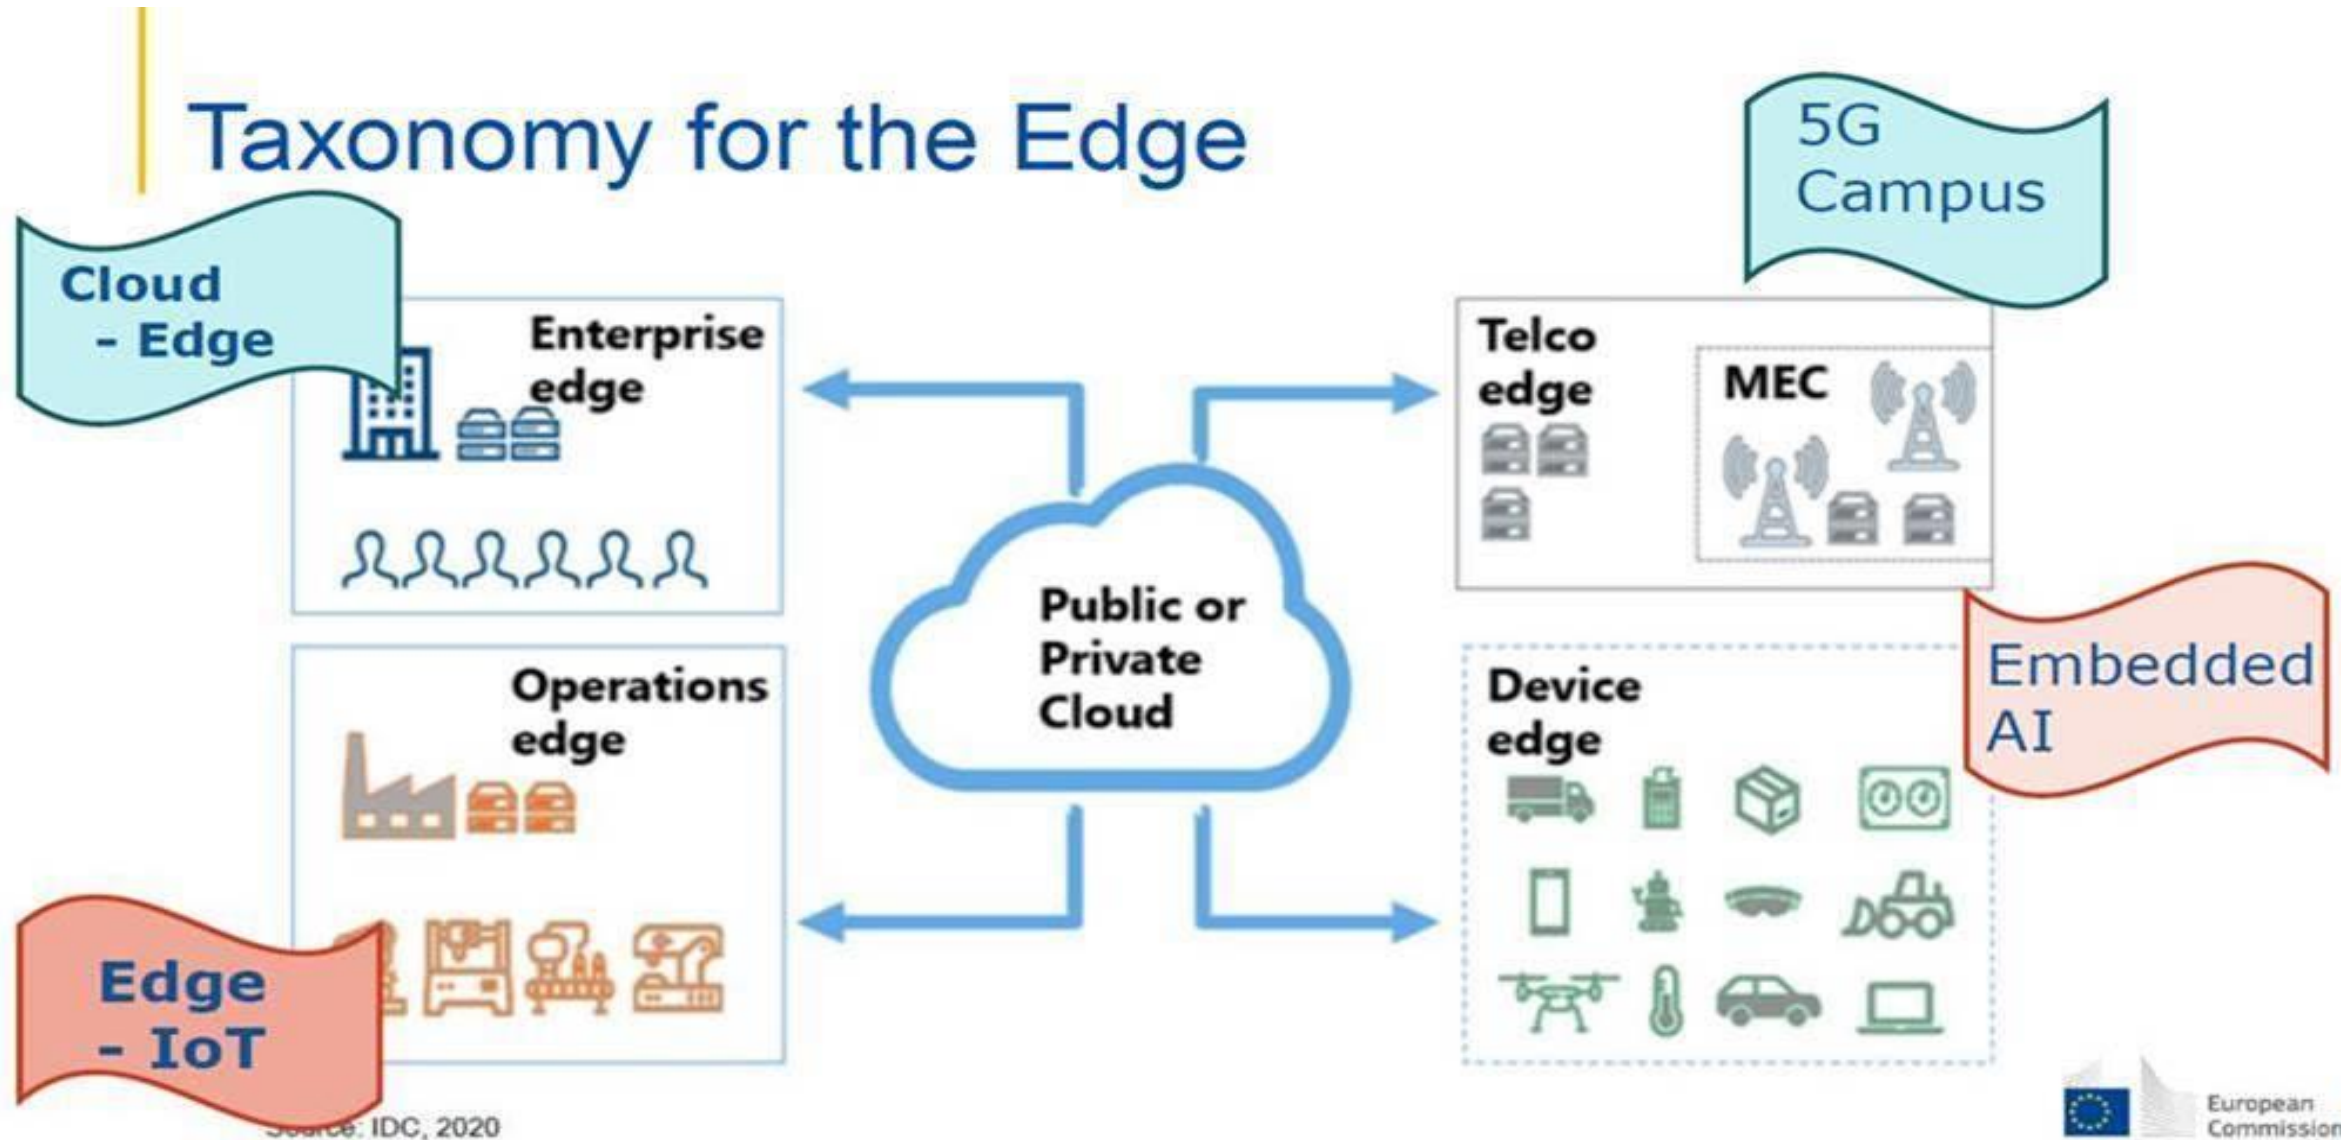 Taxonomy for the Edge
5G
Campus
Cloud
- Edge
Enterprise
edge
Telco
edge
MEC
Public or
Private
Cloud
Embedded
AI
Operations
edge
Device
edge
Edge
- IoT
Source: IDC, 2020
European
Commission